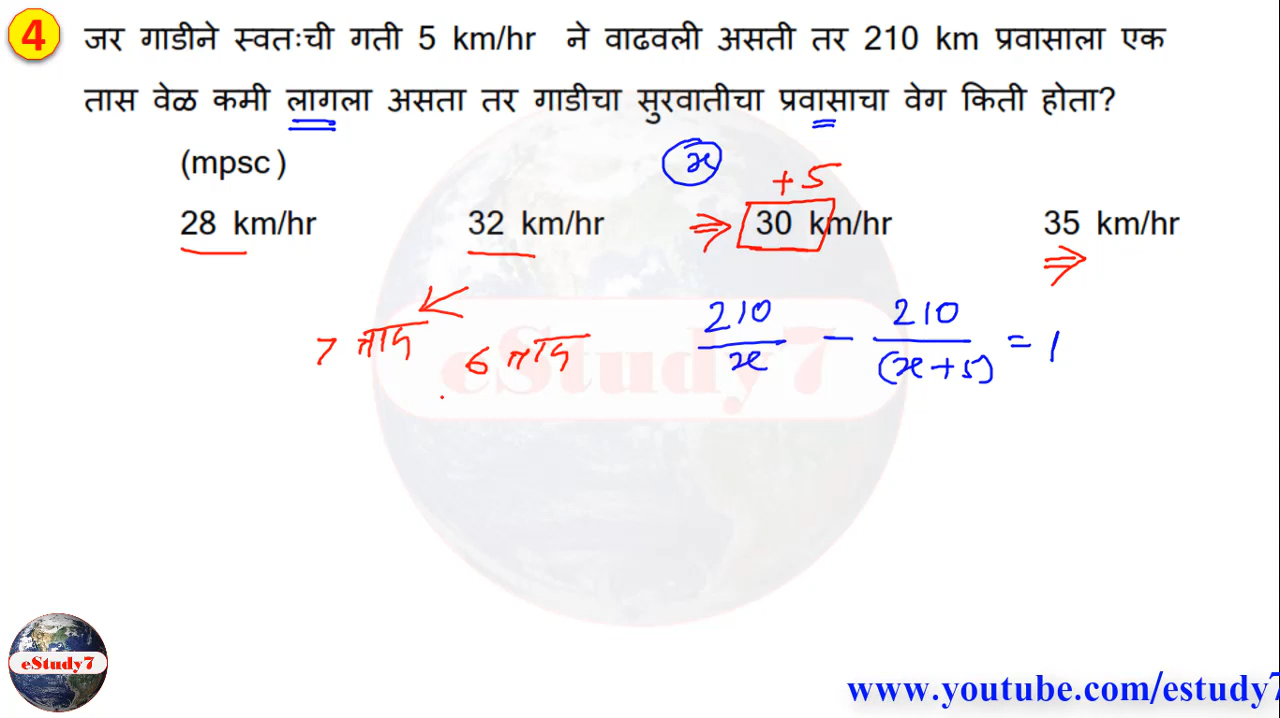 4 जर गाडीने स्वतःची गती 5 km/hr ने वाढवली असती तर 210 km प्रवासाला एक
तास वेळ कमी लागला असता तर गाडीचा सुरवातीचा प्रवासाचा वेग किती होता?
(mpsc)
x
+5
28 km/hr 32 km/hr ⇒ 30 km/hr 35 km/hr
⇒
7 तास 6 तास 210/x - 210/(x+5) = 1
eStudy7
eStudy7
www.youtube.com/estudy7